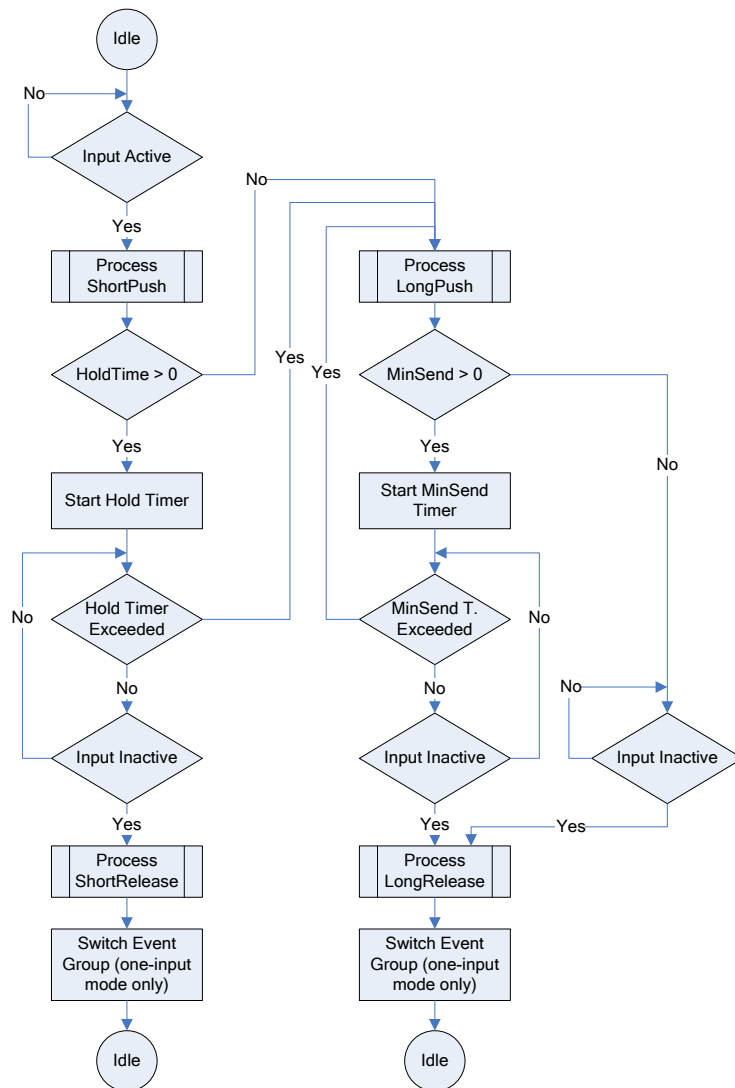 Idle
No
Input Active
Yes
Process
ShortPush
HoldTime > 0
Yes
Start Hold Timer
No
Hold Timer
Exceeded
No
Input Inactive
Yes
Process
ShortRelease
Switch Event
Group (one-input
mode only)
Idle
No
Yes
Yes
Process
LongPush
MinSend > 0
Yes
No
Start MinSend
Timer
MinSend T.
Exceeded
No
No
Input Inactive
Yes
No
Input Inactive
Yes
Process
LongRelease
Switch Event
Group (one-input
mode only)
Idle